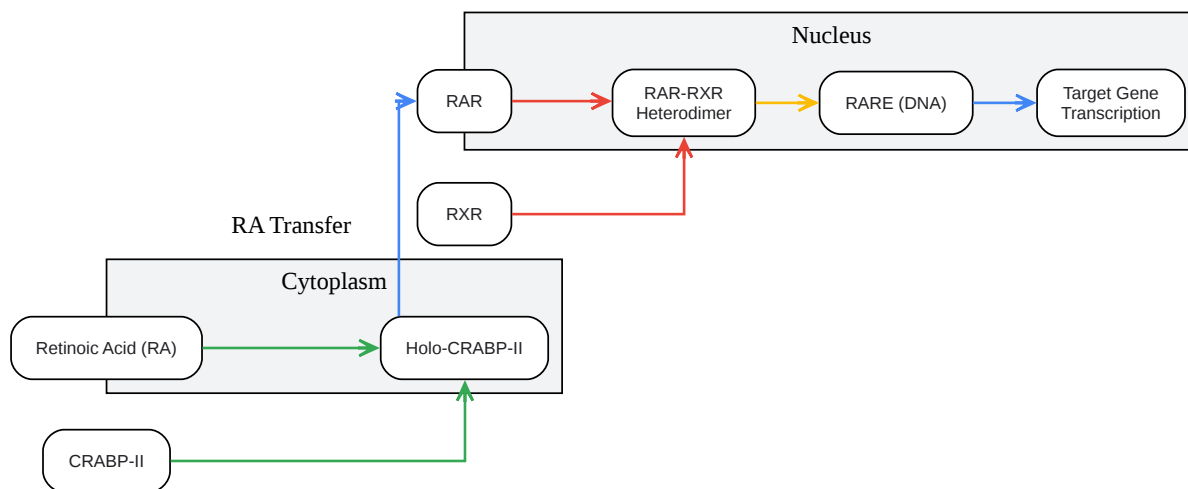 Nucleus
RAR
RAR-RXR
Heterodimer
RARE (DNA)
Target Gene
Transcription
RXR
RA Transfer
Cytoplasm
Retinoic Acid (RA)
Holo-CRABP-II
CRABP-II